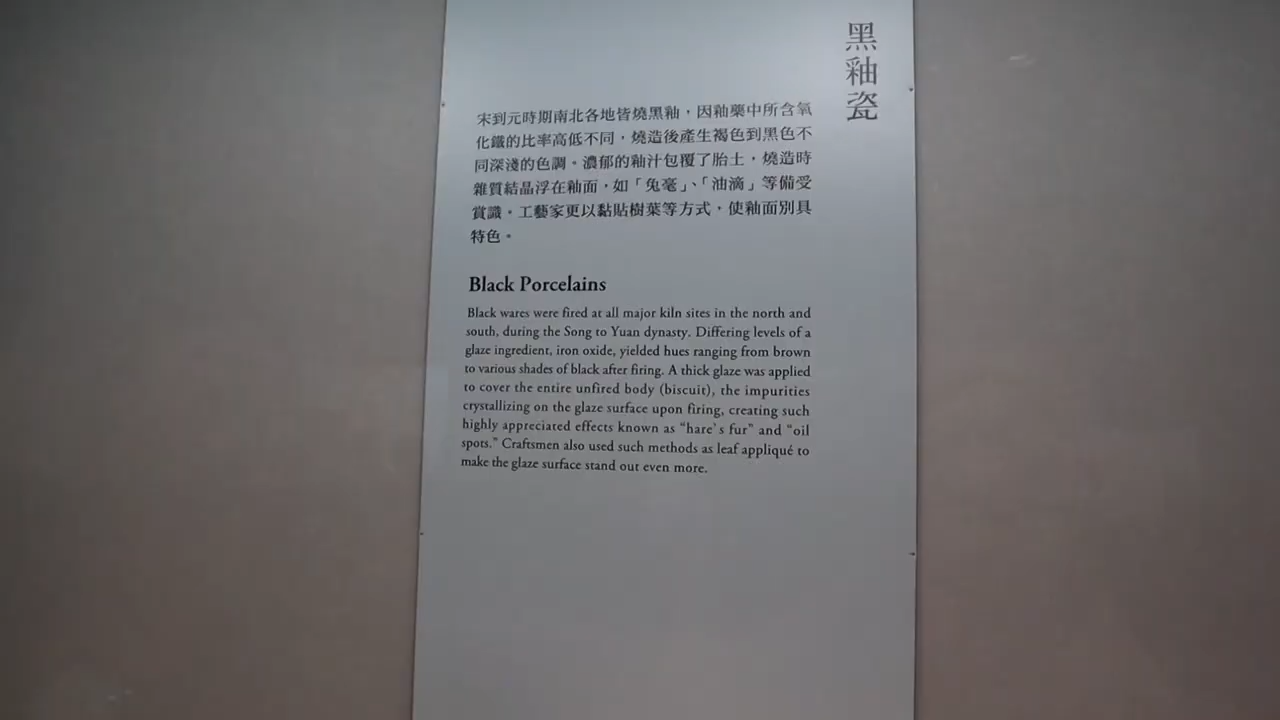 黑釉瓷
宋到元時期南北各地皆燒黑釉，因釉藥中所含氧
化鐵的比率高低不同，燒造後產生褐色到黑色不
同深淺的色調。濃郁的釉汁包覆了胎土，燒造時
雜質結晶浮在釉面，如「兔毫」、「油滴」等備受
賞識。工藝家更以黏貼樹葉等方式，使釉面別具
特色。
Black Porcelains
Black wares were fired at all major kiln sites in the north and
south, during the Song to Yuan dynasty. Differing levels of a
glaze ingredient, iron oxide, yielded hues ranging from brown
to various shades of black after firing. A thick glaze was applied
to cover the entire unfired body (biscuit), the impurities
crystallizing on the glaze surface upon firing, creating such
highly appreciated effects known as “hare's fur” and “oil
spots.” Craftsmen also used such methods as leaf appliqué to
make the glaze surface stand out even more.